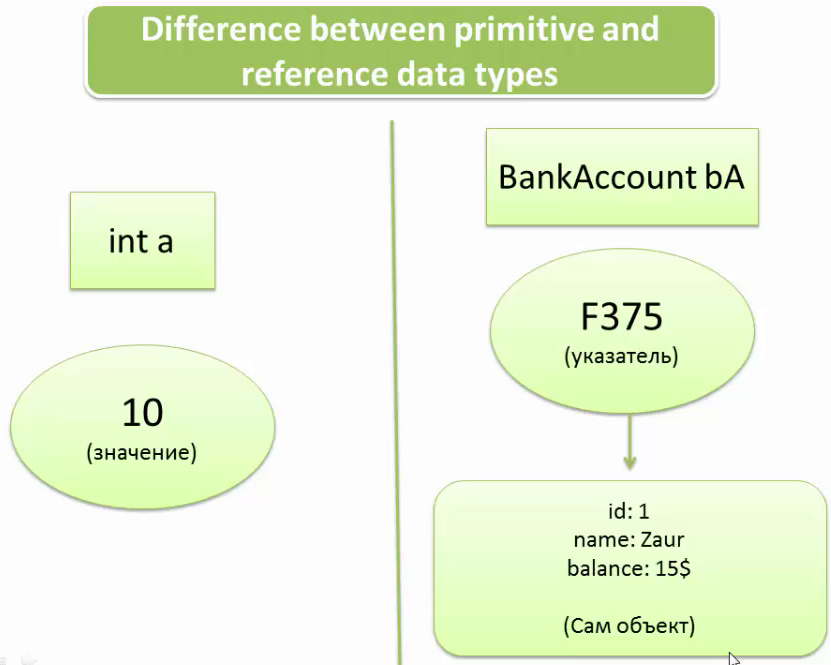 Difference between primitive and
reference data types
int a
10
(значение)
BankAccount bA
F375
(указатель)
id: 1
name: Zaur
balance: 15$
(Сам объект)